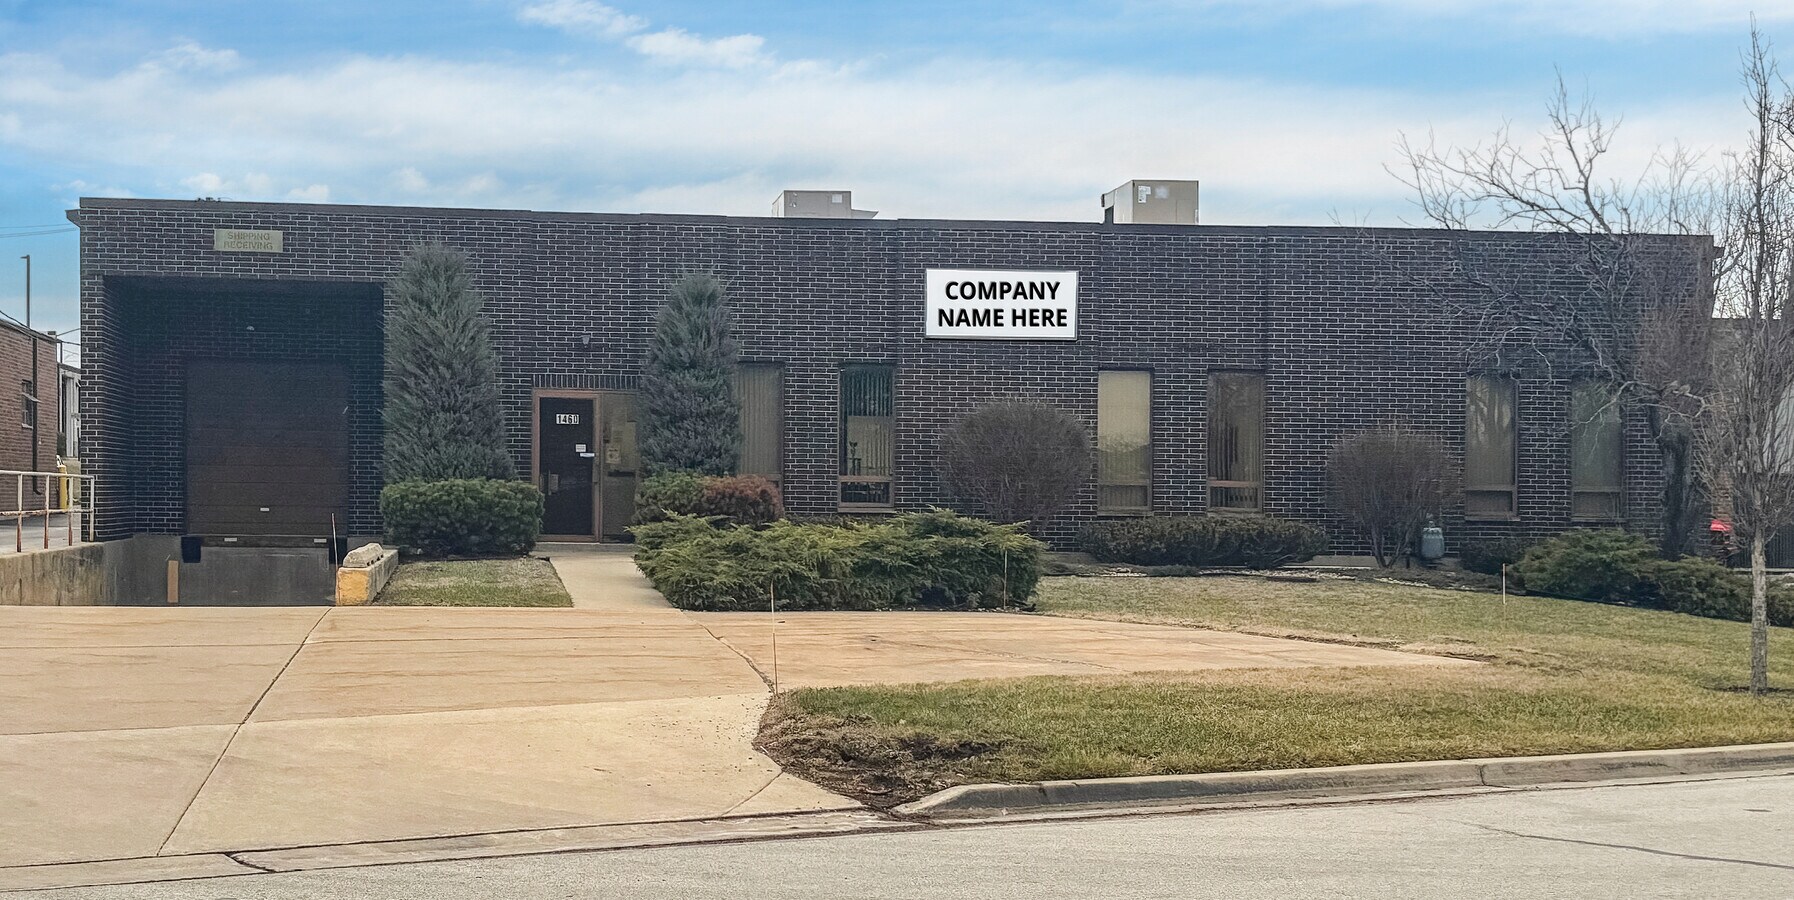 SHIPPING
RECEIVING
COMPANY
NAME HERE
1460